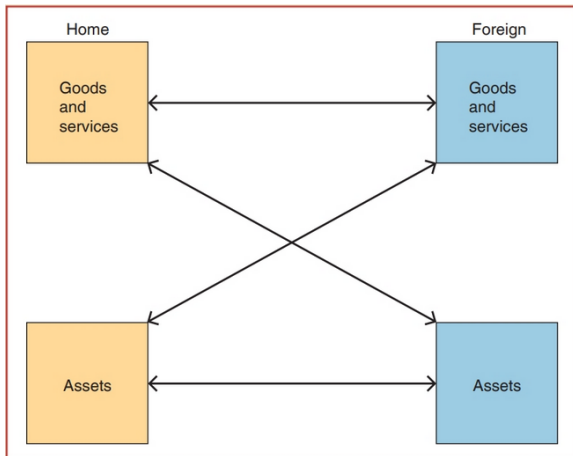 Home
Foreign
Goods
and
services
Goods
and
services
Assets
Assets